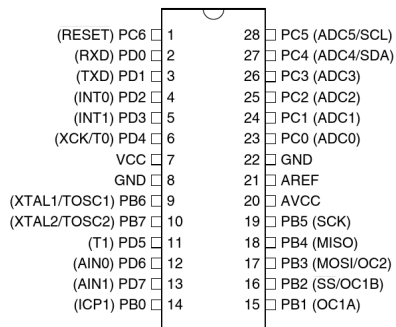 (RESET) PC6 1 28 PC5 (ADC5/SCL)
(RXD) PD0 2 27 PC4 (ADC4/SDA)
(TXD) PD1 3 26 PC3 (ADC3)
(INT0) PD2 4 25 PC2 (ADC2)
(INT1) PD3 5 24 PC1 (ADC1)
(XCK/T0) PD4 6 23 PC0 (ADC0)
VCC 7 22 GND
GND 8 21 AREF
(XTAL1/TOSC1) PB6 9 20 AVCC
(XTAL2/TOSC2) PB7 10 19 PB5 (SCK)
(T1) PD5 11 18 PB4 (MISO)
(AIN0) PD6 12 17 PB3 (MOSI/OC2)
(AIN1) PD7 13 16 PB2 (SS/OC1B)
(ICP1) PB0 14 15 PB1 (OC1A)